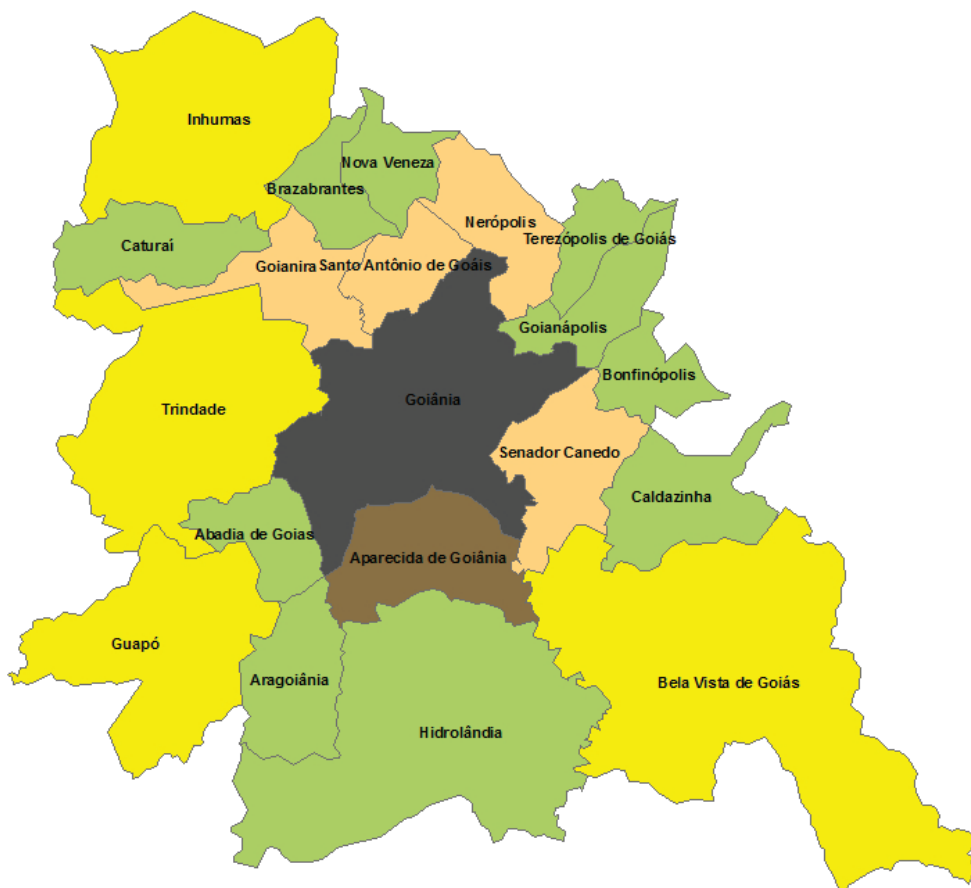 Inhumas
Nova Veneza
Brazabrantes
Nerópolis
Terezópolis de Goiás
Caturaí
Goianira
Santo Antônio de Goáis
Goianápolis
Bonfinópolis
Goiânia
Trindade
Senador Canedo
Caldazinha
Abadia de Goias
Aparecida de Goiânia
Guapó
Aragoiânia
Bela Vista de Goiás
Hidrolândia